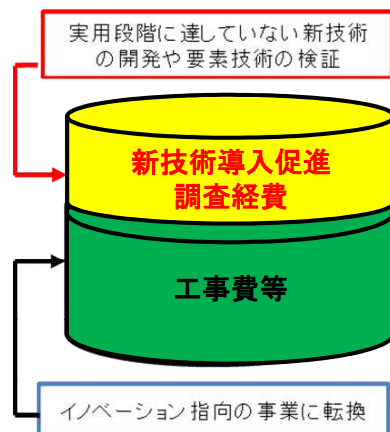 実用段階に達していない新技術
の開発や要素技術の検証
新技術導入促進
調査経費
工事費等
イノベーション指向の事業に転換